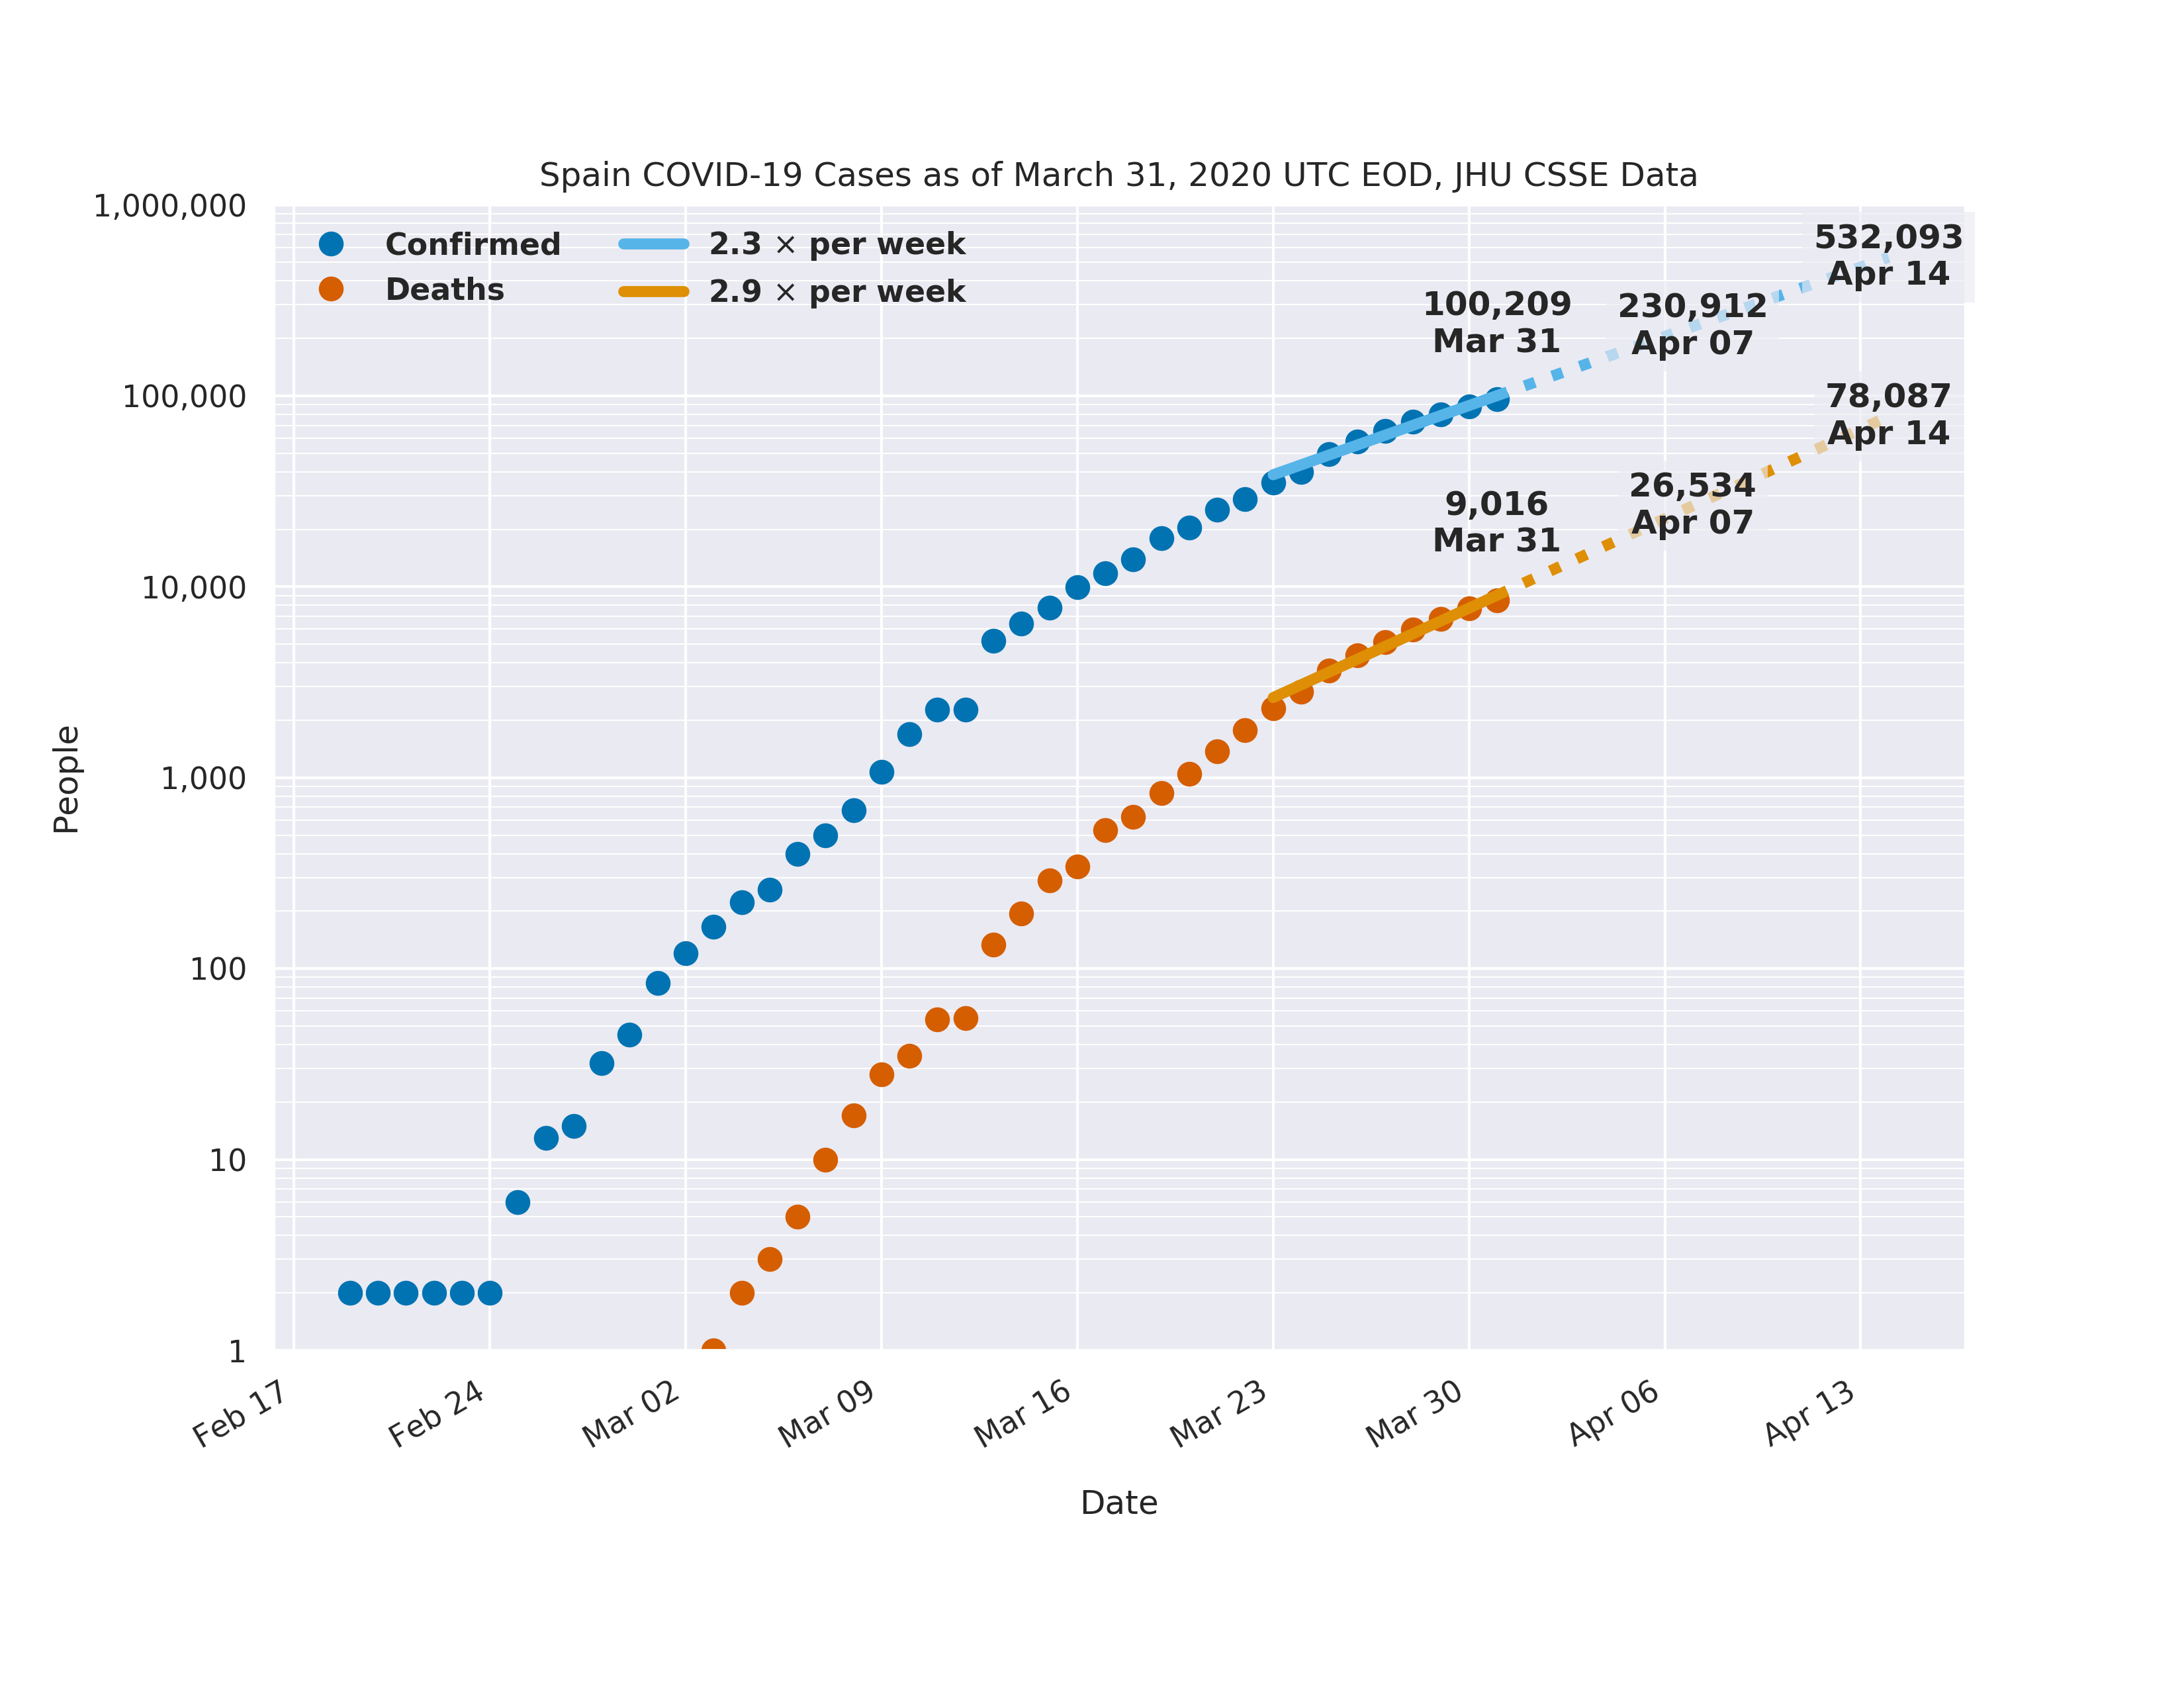 Spain COVID-19 Cases as of March 31, 2020 UTC EOD, JHU CSSE Data
Confirmed
Deaths
2.3 × per week
2.9 × per week
532,093
Apr 14
100,209
Mar 31
230,912
Apr 07
78,087
Apr 14
9,016
Mar 31
26,534
Apr 07
People
1,000,000
100,000
10,000
1,000
100
10
1
Feb 17
Feb 24
Mar 02
Mar 09
Mar 16
Mar 23
Mar 30
Apr 06
Apr 13
Date